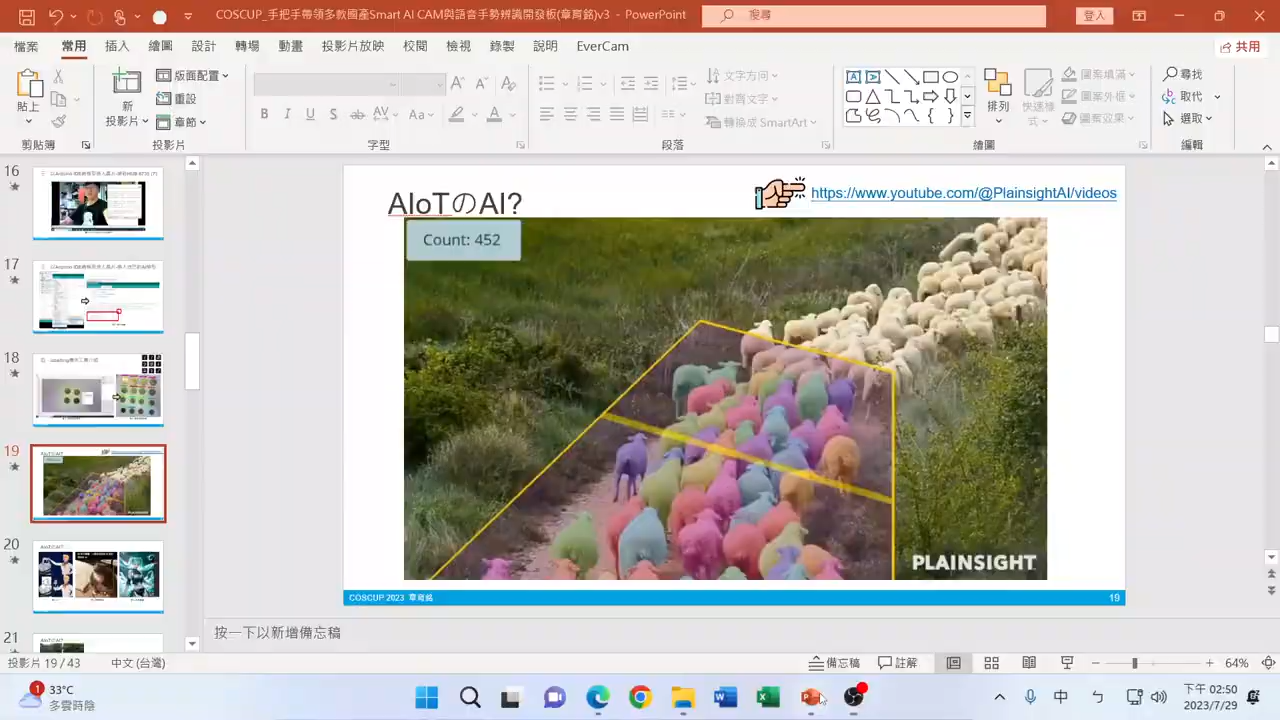 COSCUP_手把手帶領多款國產Smart AI CAM與語音手勢辨識開發板(章育銘)v3 - PowerPoint
搜尋
登入
檔案 常用 插入 繪圖 設計 轉場 動畫 投影片放映 校閱 檢視 錄製 說明 EverCam
共用
貼上
新投影片
版面配置
重設
章節
B I U S ab AV Aa A
文字方向
對齊文字
轉換成 SmartArt
排列
快速樣式
圖案填滿
圖案外框
圖案效果
尋找
取代
選取
剪貼簿 投影片 字型 段落 繪圖 編輯
16
17
18
19
20
21
AIoTのAI?
https://www.youtube.com/@PlainsightAI/videos
Count: 452
PLAINSIGHT
COSCUP 2023 章育銘
19
按一下以新增備忘稿
投影片 19 / 43
中文 (台灣)
備忘稿
註解
64%
1
33°C
多雲時陰
中
下午 02:50
2023/7/29